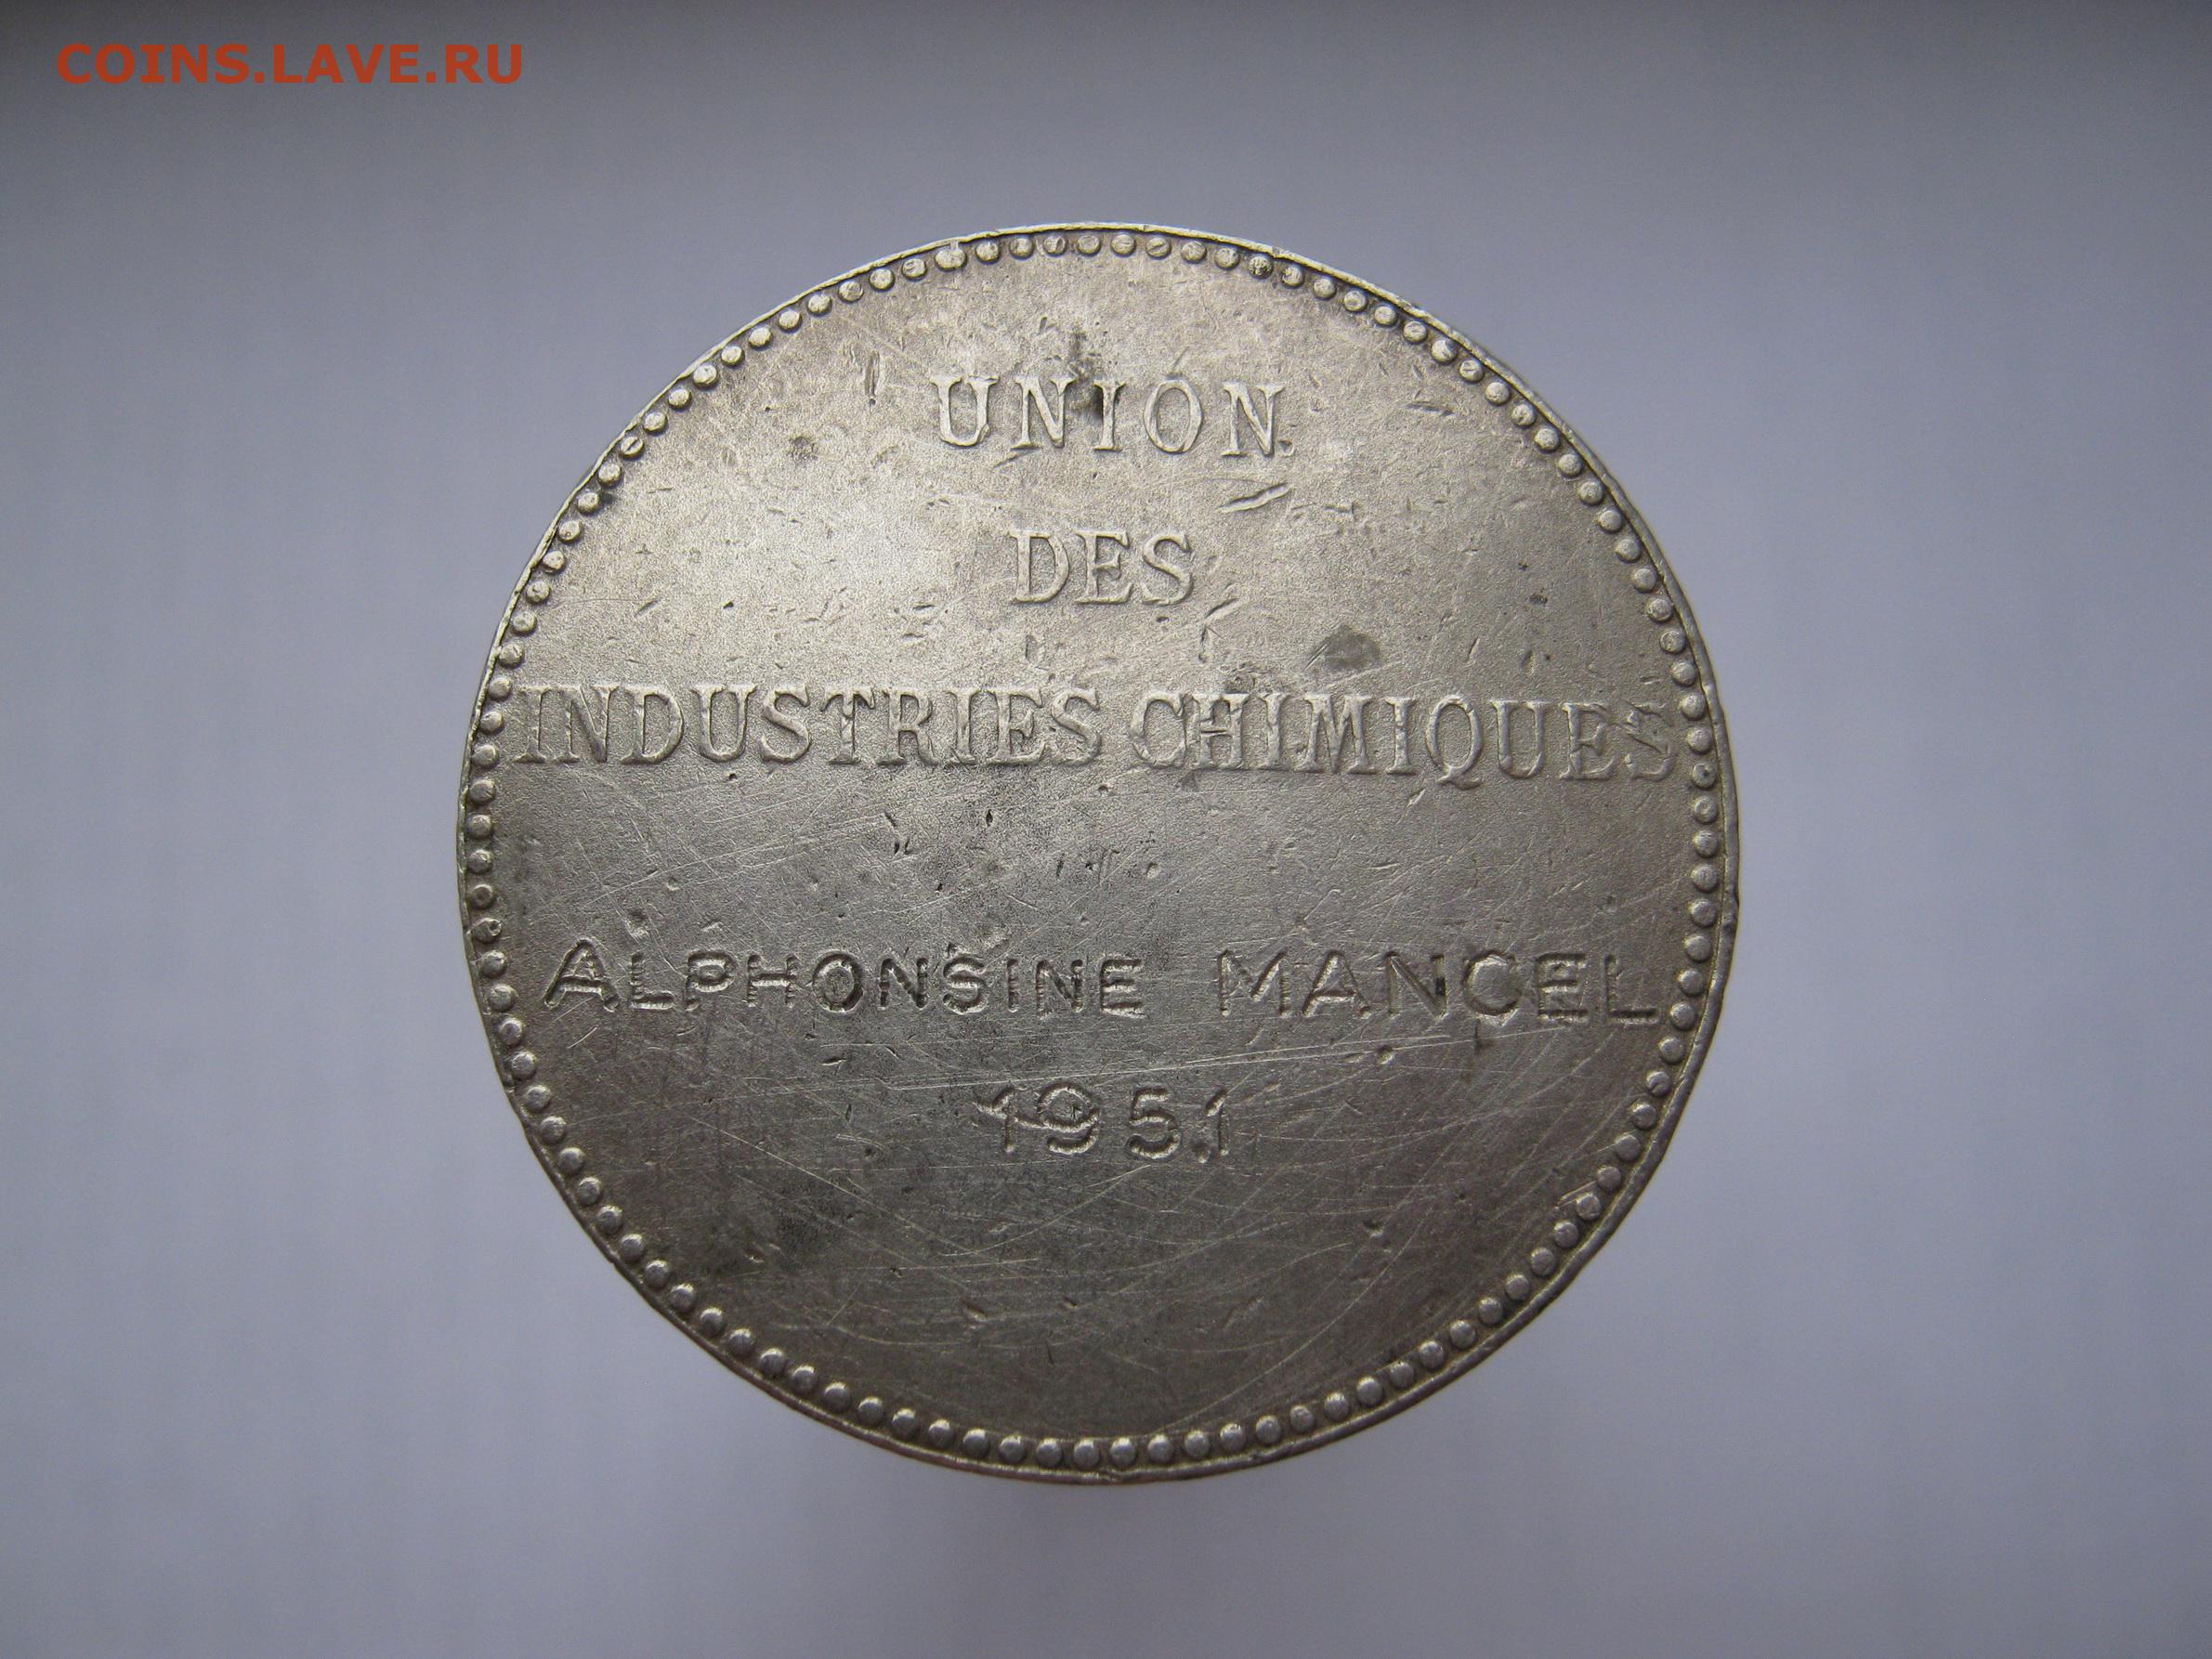 COINS.LAVE.RU
UNION
DES
INDUSTRIES CHIMIQUES
ALPHONSINE MANCEL
1951